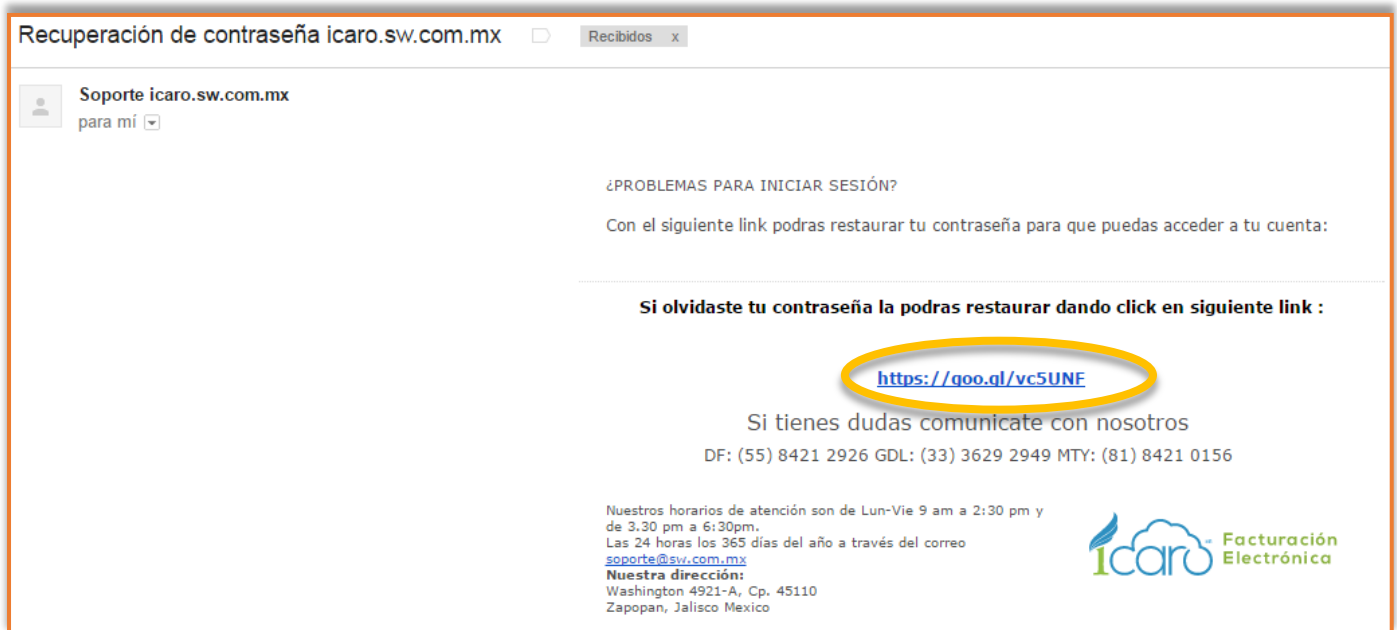 Recuperación de contraseña icaro.sw.com.mx
Recibidos x
Soporte icaro.sw.com.mx
para mí
¿PROBLEMAS PARA INICIAR SESIÓN?
Con el siguiente link podras restaurar tu contraseña para que puedas acceder a tu cuenta:
Si olvidaste tu contraseña la podras restaurar dando click en siguiente link :
https://goo.gl/vc5UNF
Si tienes dudas comunicate con nosotros
DF: (55) 8421 2926 GDL: (33) 3629 2949 MTY: (81) 8421 0156
Nuestros horarios de atención son de Lun-Vie 9 am a 2:30 pm y
de 3.30 pm a 6:30pm.
Las 24 horas los 365 días del año a través del correo
soporte@sw.com.mx
Nuestra dirección:
Washington 4921-A, Cp. 45110
Zapopan, Jalisco Mexico
icaro
Facturación
Electrónica